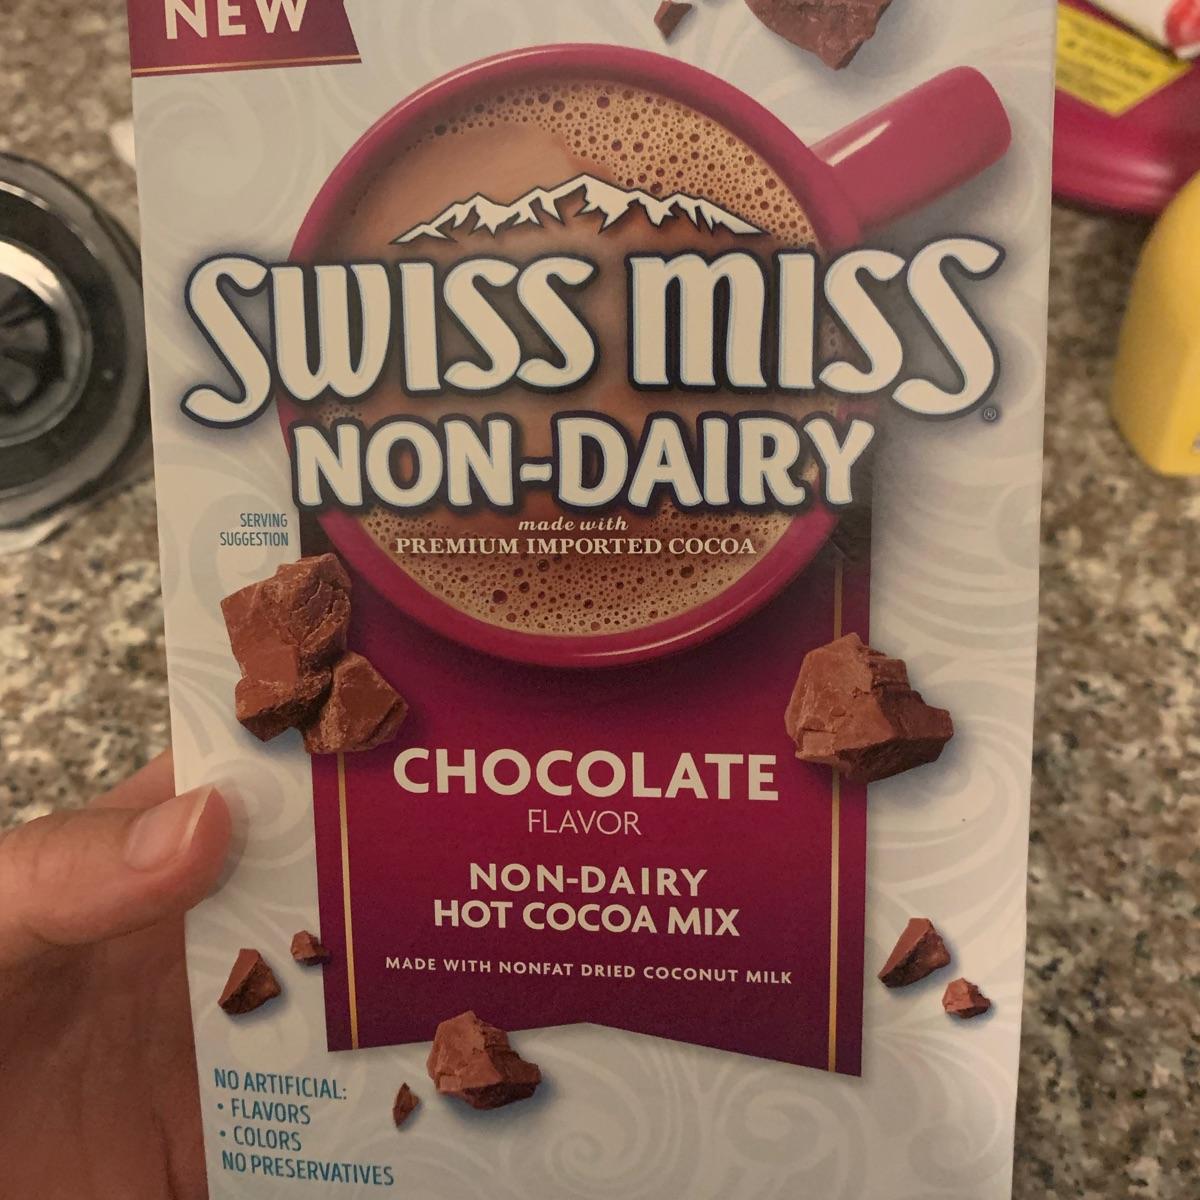 NEW
SWISS MISS®
NON-DAIRY
made with
PREMIUM IMPORTED COCOA
SERVING
SUGGESTION
CHOCOLATE
FLAVOR
NON-DAIRY
HOT COCOA MIX
MADE WITH NONFAT DRIED COCONUT MILK
NO ARTIFICIAL:
• FLAVORS
• COLORS
NO PRESERVATIVES